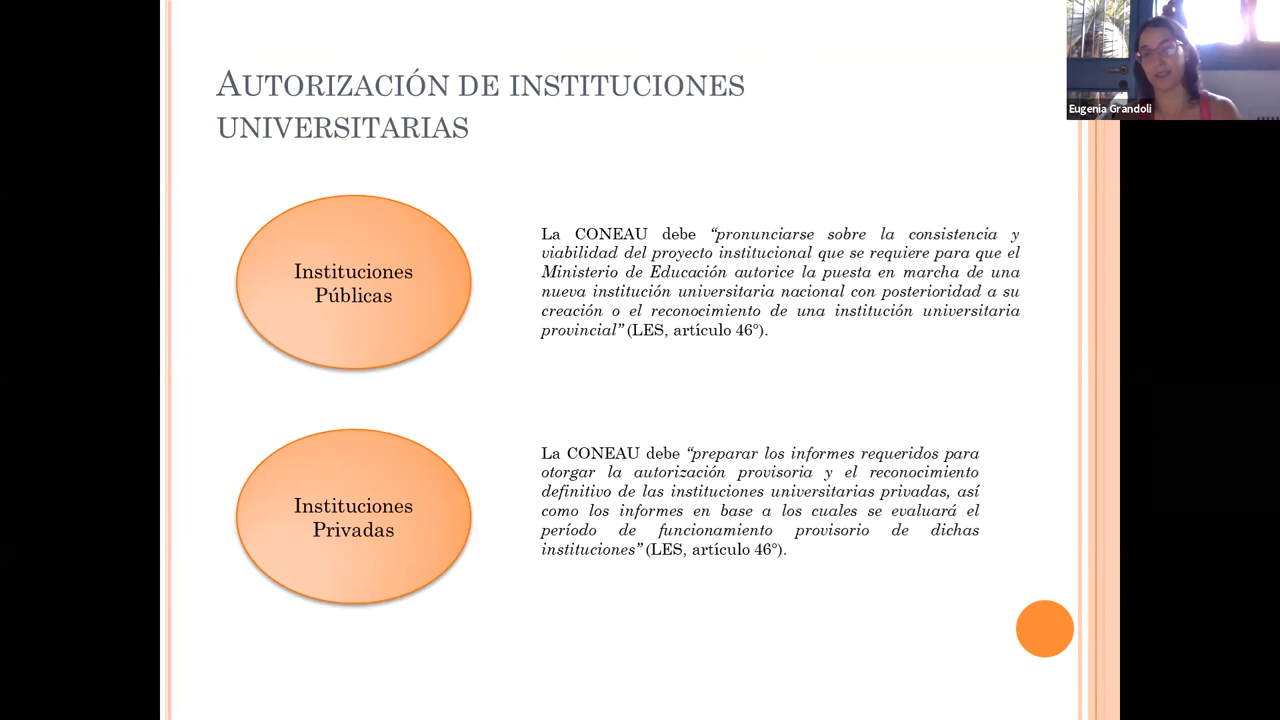 AUTORIZACIÓN DE INSTITUCIONES
UNIVERSITARIAS
Eugenia Grandoli
Instituciones
Públicas
La CONEAU debe “pronunciarse sobre la consistencia y
viabilidad del proyecto institucional que se requiere para que el
Ministerio de Educación autorice la puesta en marcha de una
nueva institución universitaria nacional con posterioridad a su
creación o el reconocimiento de una institución universitaria
provincial” (LES, artículo 46°).
Instituciones
Privadas
La CONEAU debe “preparar los informes requeridos para
otorgar la autorización provisoria y el reconocimiento
definitivo de las instituciones universitarias privadas, así
como los informes en base a los cuales se evaluará el
período de funcionamiento provisorio de dichas
instituciones” (LES, artículo 46°).